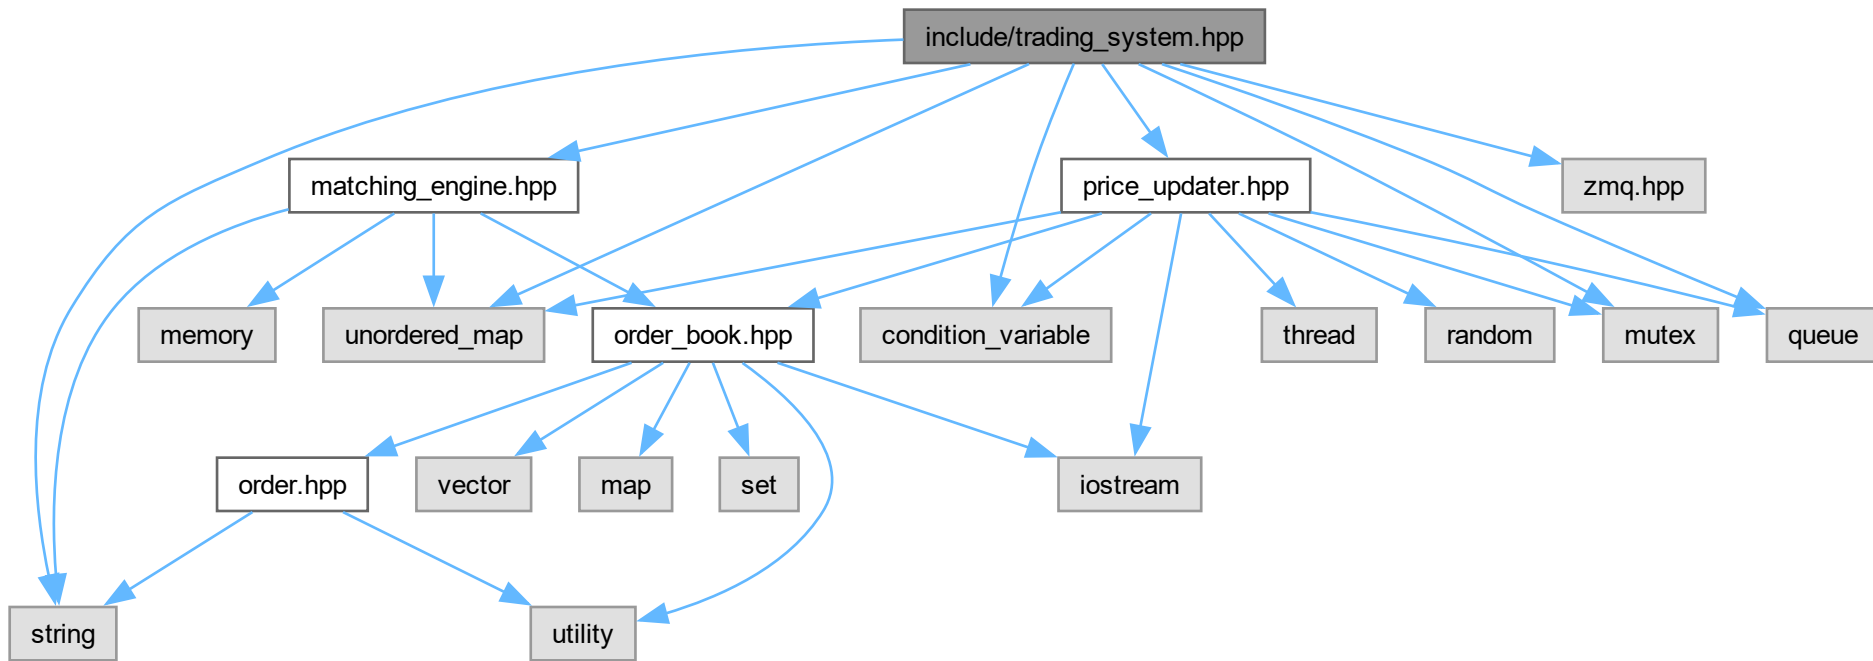 include/trading_system.hpp
matching_engine.hpp
price_updater.hpp
zmq.hpp
memory
unordered_map
order_book.hpp
condition_variable
thread
random
mutex
queue
order.hpp
vector
map
set
iostream
string
utility